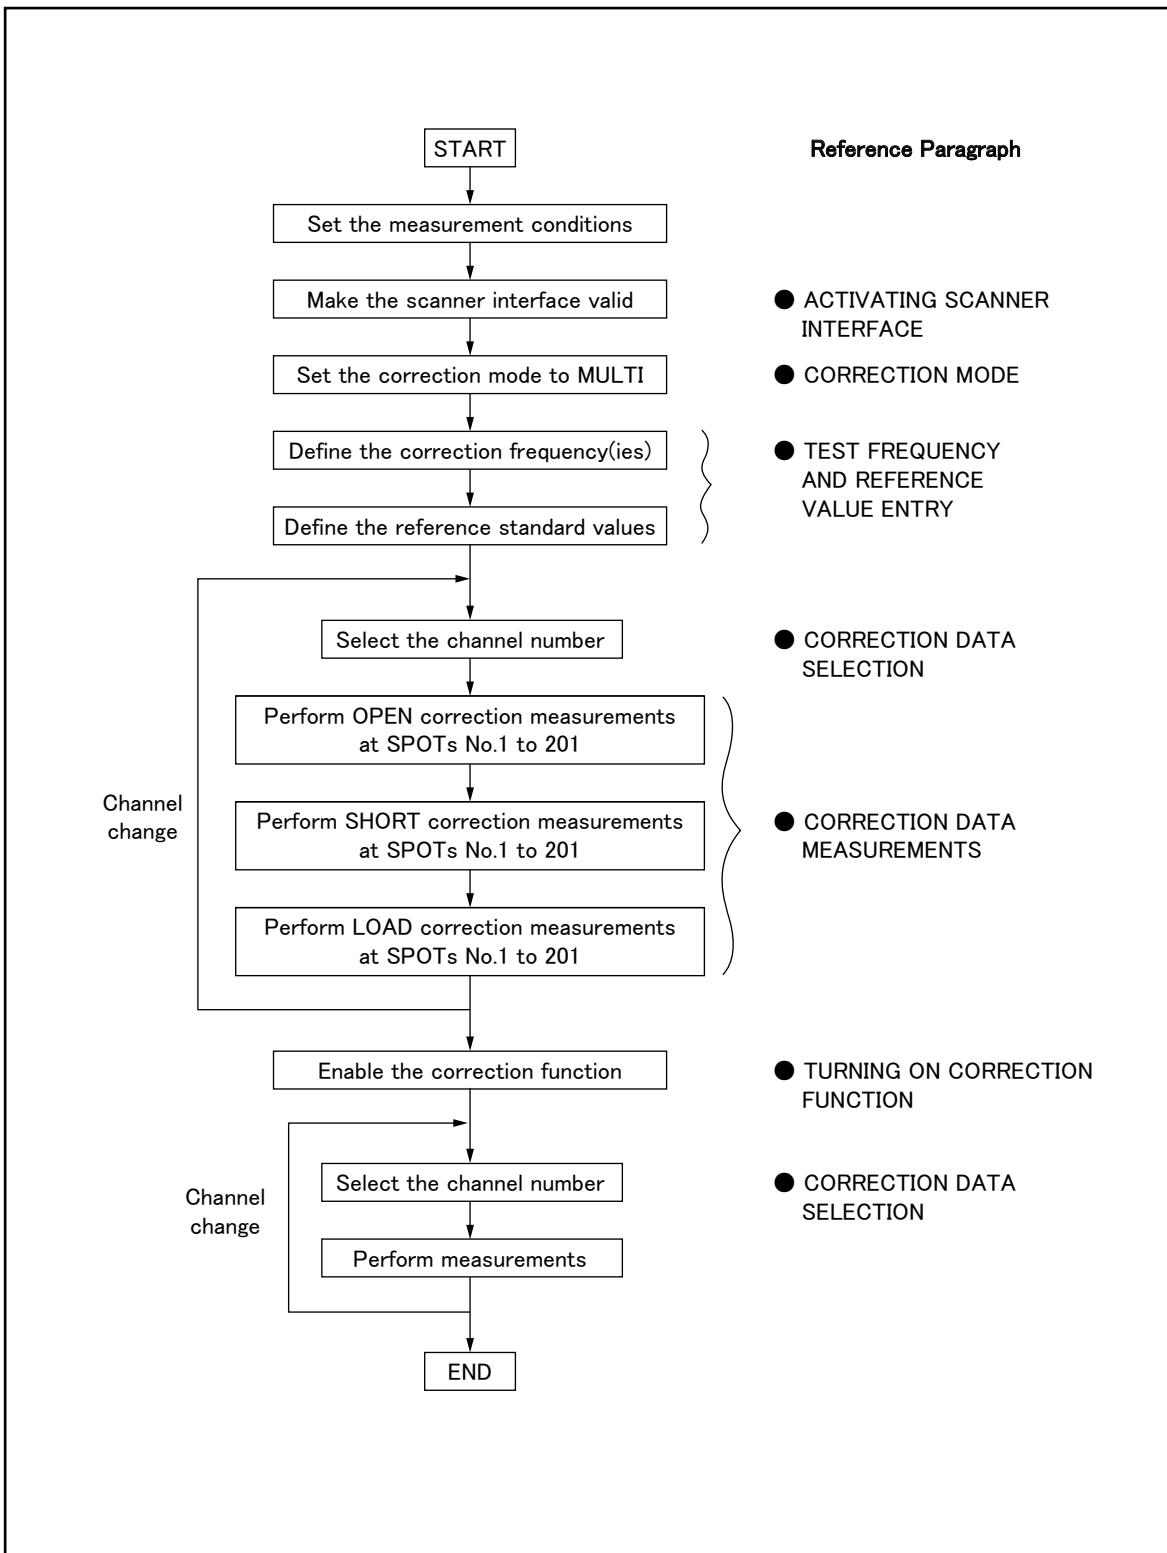 START
Reference Paragraph
Set the measurement conditions
Make the scanner interface valid
● ACTIVATING SCANNER
INTERFACE
Set the correction mode to MULTI
● CORRECTION MODE
Define the correction frequency(ies)
● TEST FREQUENCY
AND REFERENCE
VALUE ENTRY
Define the reference standard values
Select the channel number
● CORRECTION DATA
SELECTION
Perform OPEN correction measurements
at SPOTs No.1 to 201
Channel
change
Perform SHORT correction measurements
at SPOTs No.1 to 201
● CORRECTION DATA
MEASUREMENTS
Perform LOAD correction measurements
at SPOTs No.1 to 201
Enable the correction function
● TURNING ON CORRECTION
FUNCTION
Channel
change
Select the channel number
● CORRECTION DATA
SELECTION
Perform measurements
END